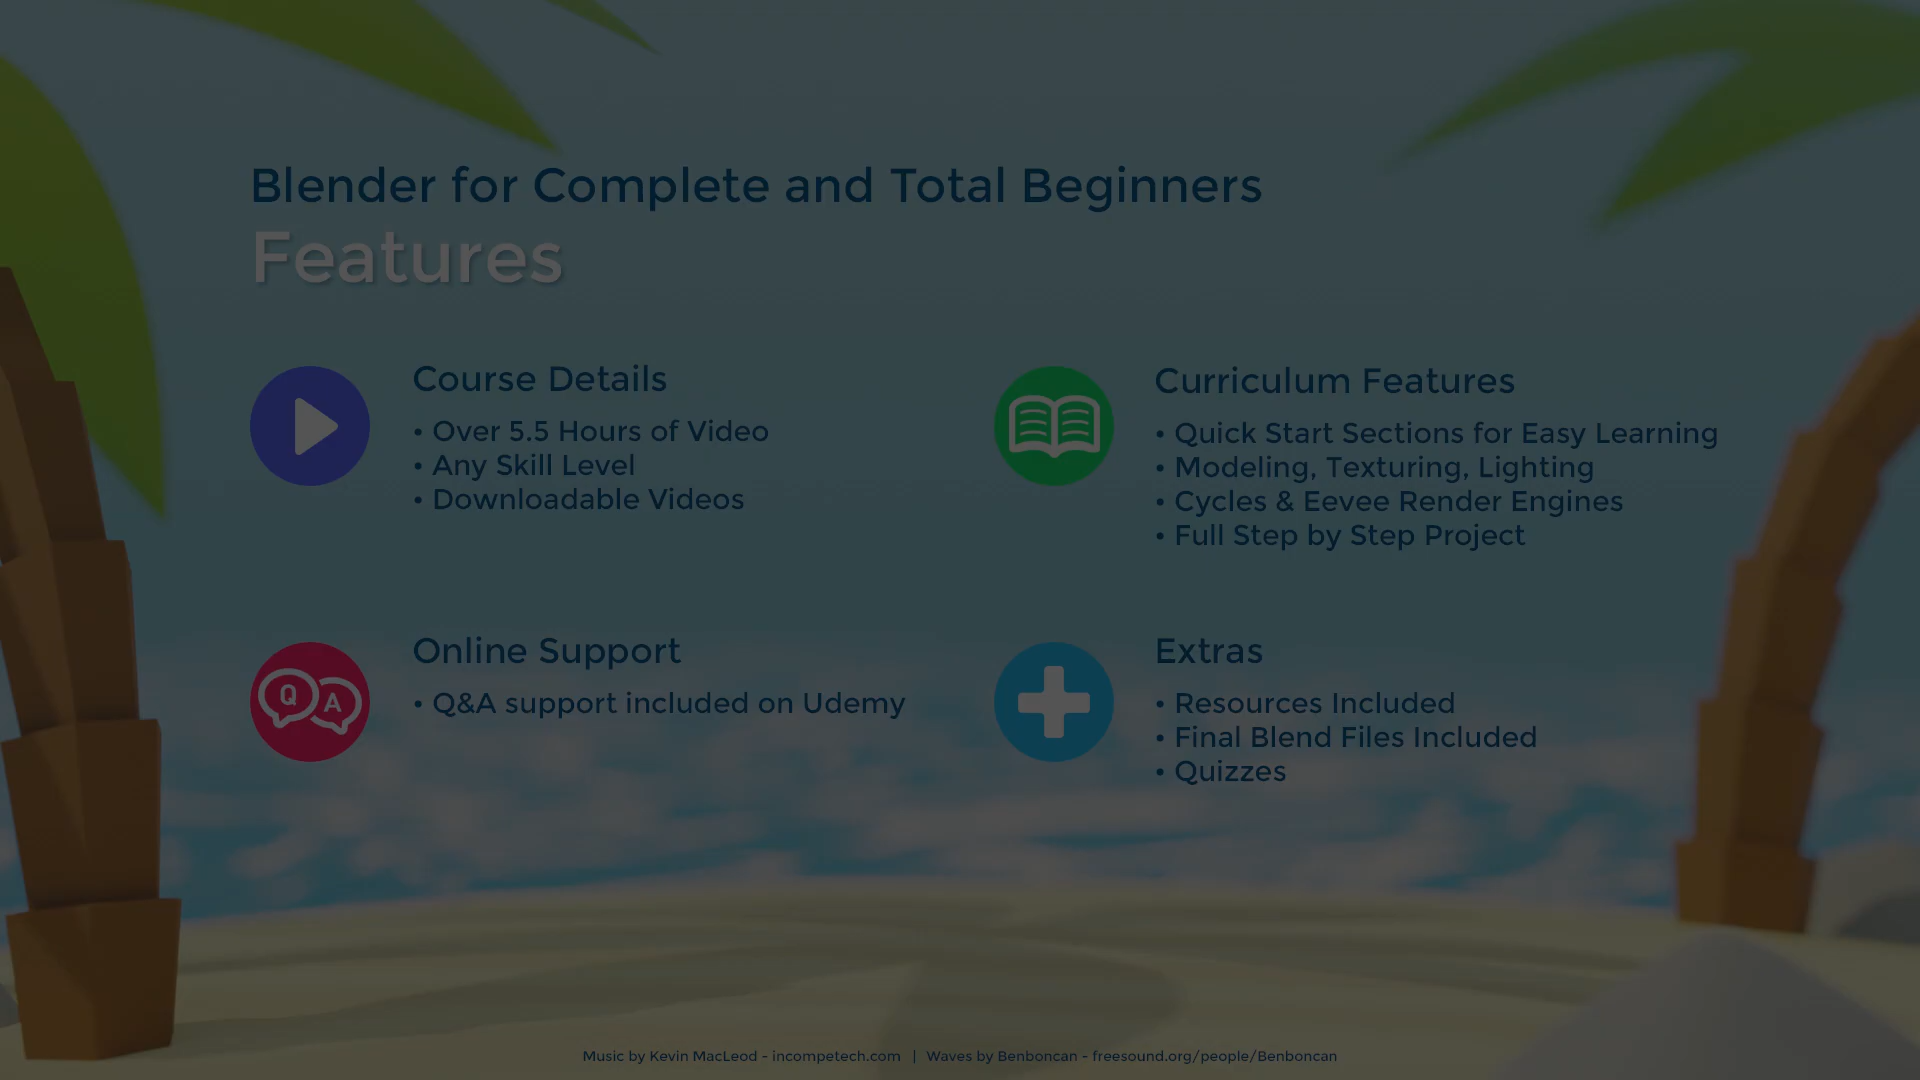 Blender for Complete and Total Beginners
Features
Course Details
• Over 5.5 Hours of Video
• Any Skill Level
• Downloadable Videos
Curriculum Features
• Quick Start Sections for Easy Learning
• Modeling, Texturing, Lighting
• Cycles & Eevee Render Engines
• Full Step by Step Project
Q A
Online Support
• Q&A support included on Udemy
Extras
• Resources Included
• Final Blend Files Included
• Quizzes
Music by Kevin MacLeod - incompetech.com | Waves by Benboncan - freesound.org/people/Benboncan